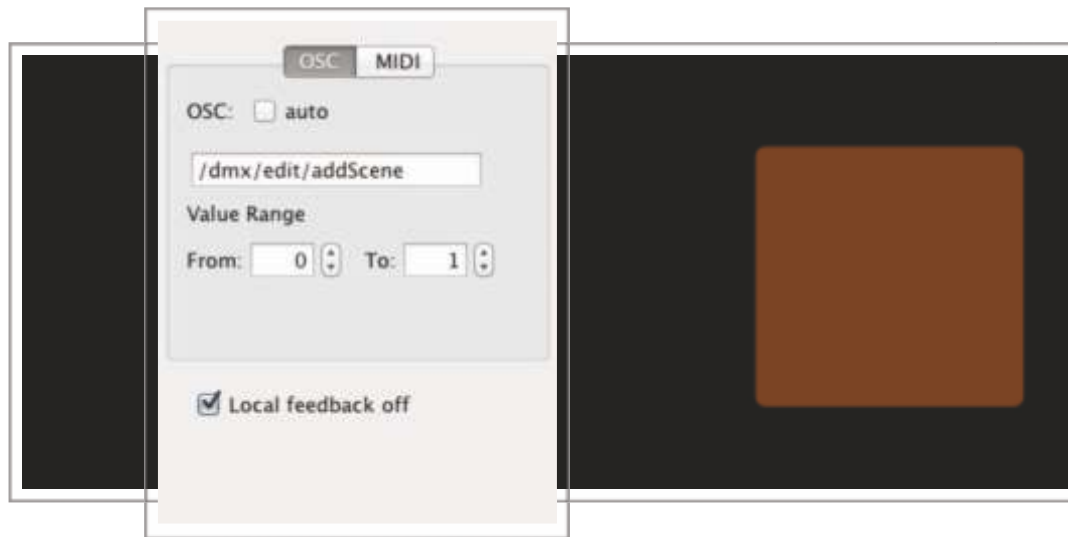 OSC MIDI
OSC: auto
/dmx/edit/addScene
Value Range
From: 0 To: 1
Local feedback off